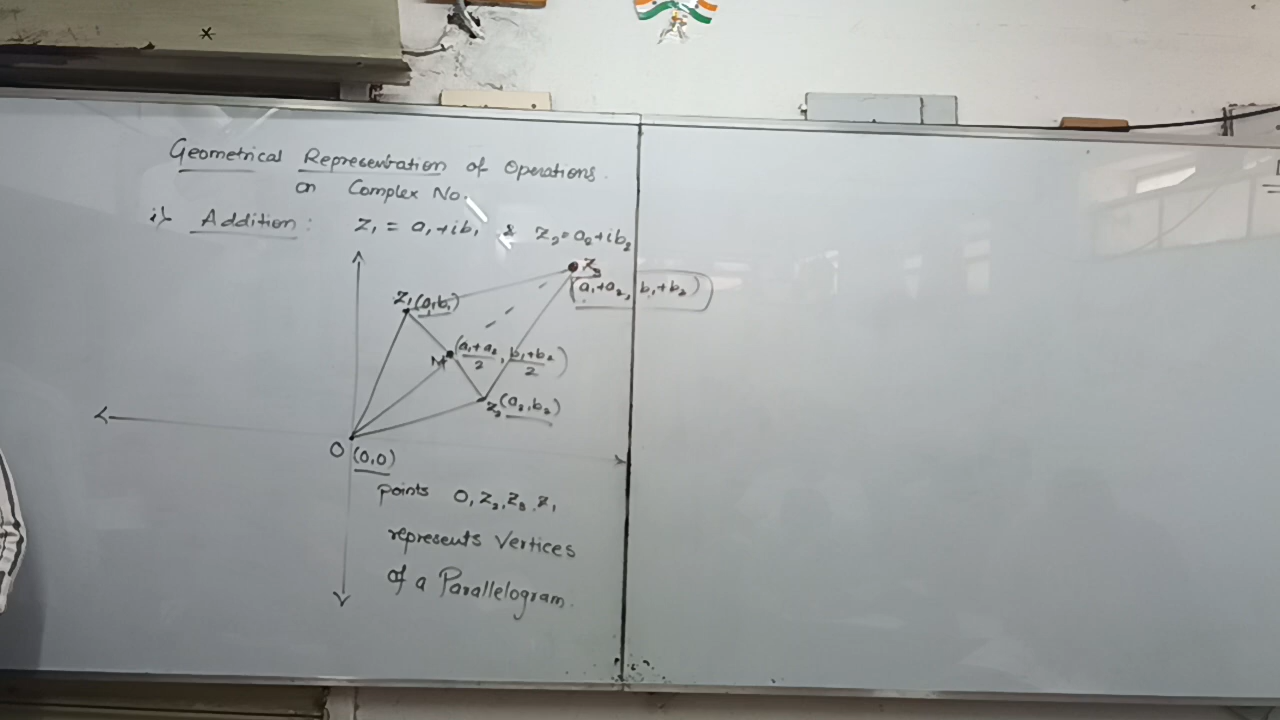 Geometrical Representation of Operations.
on Complex No.
i) Addition: z₁ = a₁+ib₁ & z₂=a₂+ib₂
z₃
(a₁+a₂, b₁+b₂)
z₁(a₁b₁)
M (a₁+a₂/2, b₁+b₂/2)
z₂(a₂,b₂)
O (0,0)
points O, z₂, z₃, z₁
represents Vertices
of a Parallelogram.